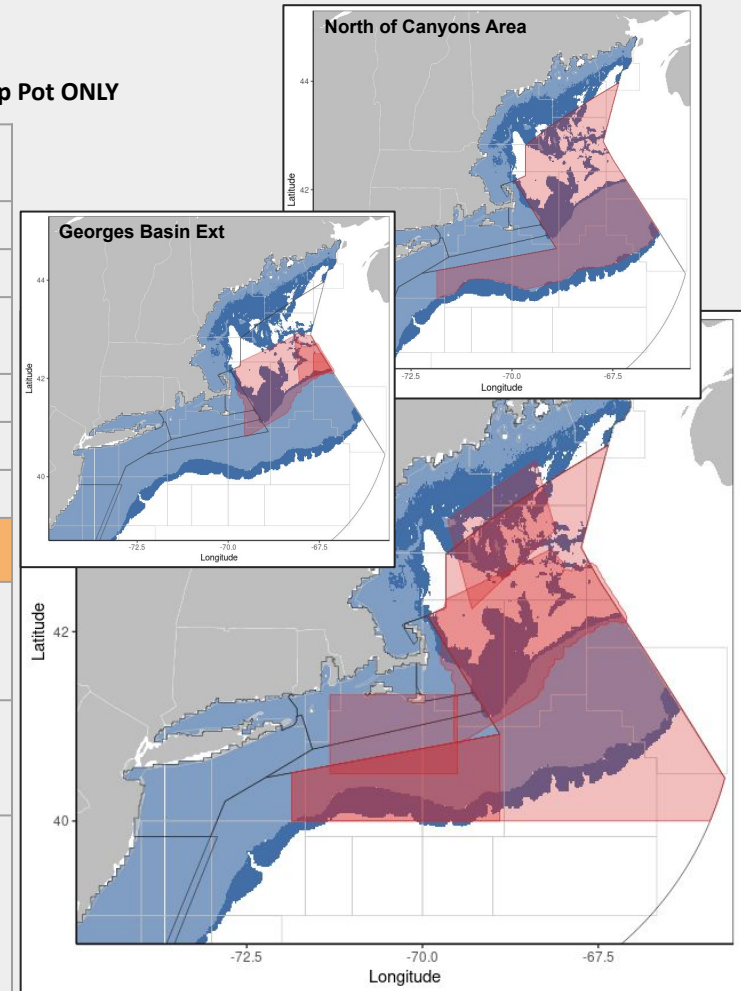 p Pot ONLY
North of Canyons Area
44
42
Latitude
-72.5
-70.0
-67.5
Longitude
Georges Basin Ext
44
42
40
Latitude
-72.5
-70.0
-67.5
Longitude
42
40
Latitude
-72.5
-70.0
-67.5
Longitude